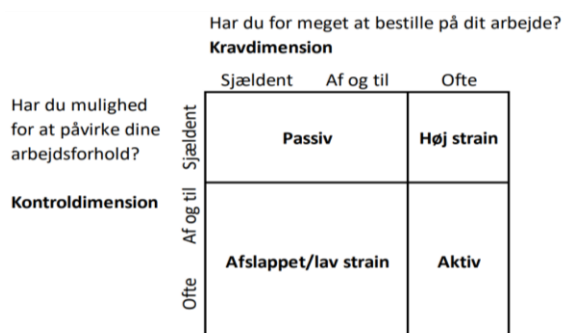 Har du for meget at bestille på dit arbejde?
Kravdimension
Sjældent Af og til Ofte
Har du mulighed
for at påvirke dine
arbejdsforhold?
Kontroldimension
Sjældent
Af og til
Ofte
Passiv Høj strain
Afslappet/lav strain Aktiv